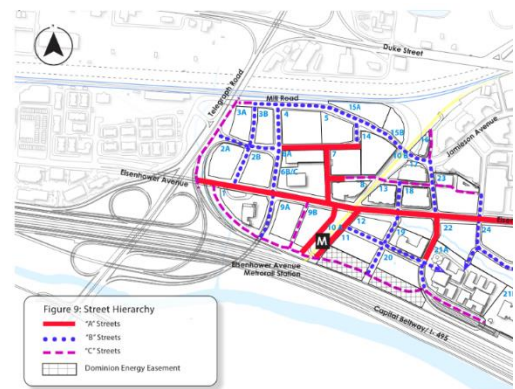 Duke Street
Telegraph Road
Mill Road
15A
3A
3B
4
5
15B
14
Jamieson Avenue
2A
2B
4A
7
6B/C
8
13
18
23
Eisenhower Avenue
9A
9B
10
11
12
19
22
24
20
21A
M
Eisenhower Avenue
Metrorail Station
Capital Beltway/ I- 495
Figure 9: Street Hierarchy
"A" Streets
"B" Streets
"C" Streets
Dominion Energy Easement